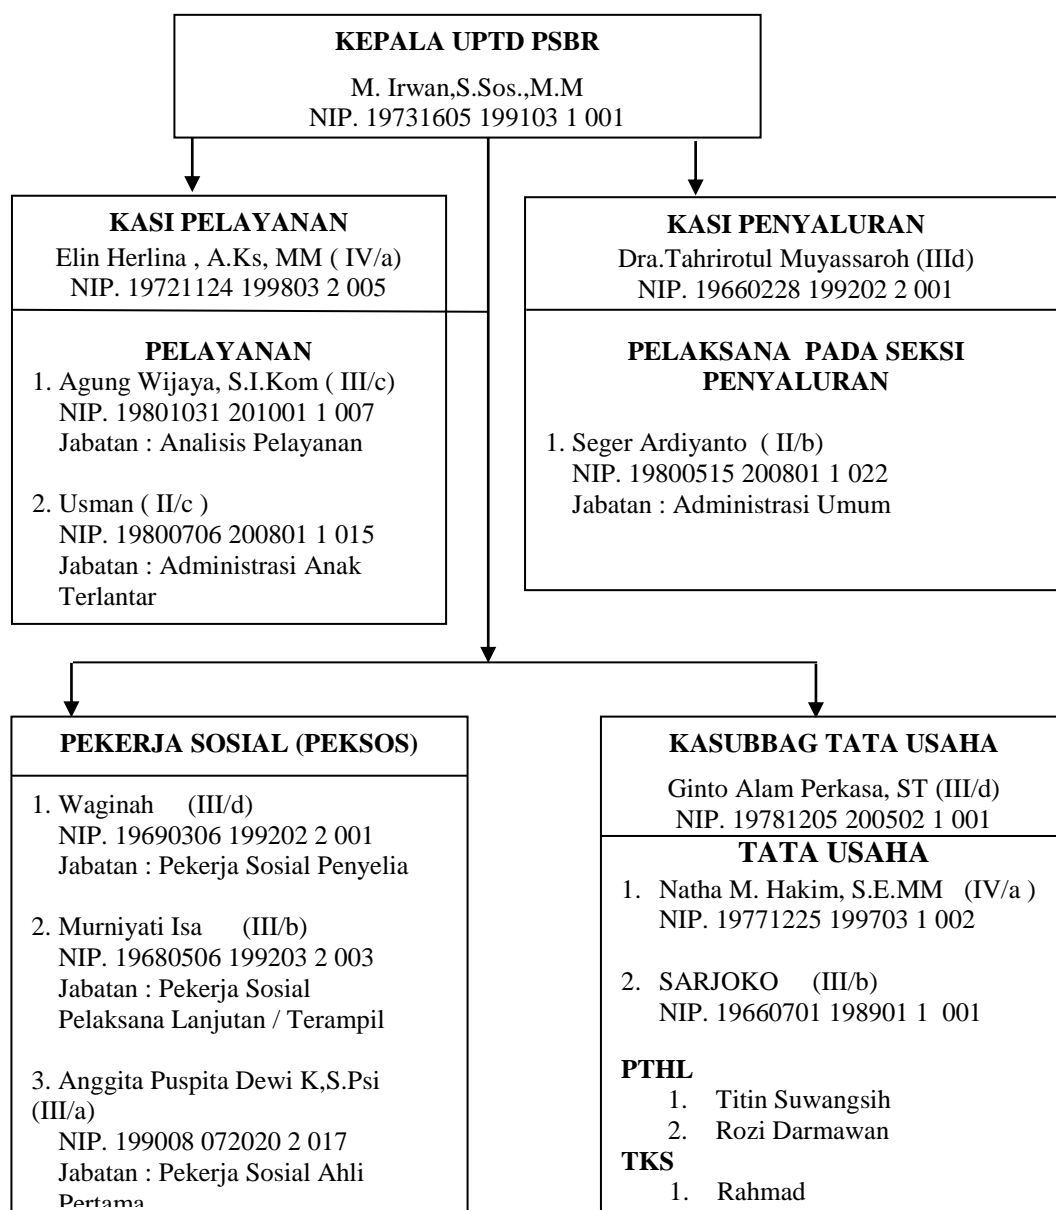 KEPALA UPTD PSBR
M. Irwan,S.Sos.,M.M
NIP. 19731605 199103 1 001
KASI PELAYANAN
Elin Herlina , A.Ks, MM ( IV/a)
NIP. 19721124 199803 2 005
PELAYANAN
1. Agung Wijaya, S.I.Kom ( III/c)
NIP. 19801031 201001 1 007
Jabatan : Analisis Pelayanan
2. Usman ( II/c )
NIP. 19800706 200801 1 015
Jabatan : Administrasi Anak
Terlantar
KASI PENYALURAN
Dra.Tahrirotul Muyassaroh (IIId)
NIP. 19660228 199202 2 001
PELAKSANA PADA SEKSI
PENYALURAN
1. Seger Ardiyanto ( II/b)
NIP. 19800515 200801 1 022
Jabatan : Administrasi Umum
PEKERJA SOSIAL (PEKSOS)
1. Waginah (III/d)
NIP. 19690306 199202 2 001
Jabatan : Pekerja Sosial Penyelia
2. Murniyati Isa (III/b)
NIP. 19680506 199203 2 003
Jabatan : Pekerja Sosial
Pelaksana Lanjutan / Terampil
3. Anggita Puspita Dewi K,S.Psi
(III/a)
NIP. 199008 072020 2 017
Jabatan : Pekerja Sosial Ahli
Pertama
KASUBBAG TATA USAHA
Ginto Alam Perkasa, ST (III/d)
NIP. 19781205 200502 1 001
TATA USAHA
1. Natha M. Hakim, S.E.MM (IV/a )
NIP. 19771225 199703 1 002
2. SARJOKO (III/b)
NIP. 19660701 198901 1 001
PTHL
1. Titin Suwangsih
2. Rozi Darmawan
TKS
1. Rahmad